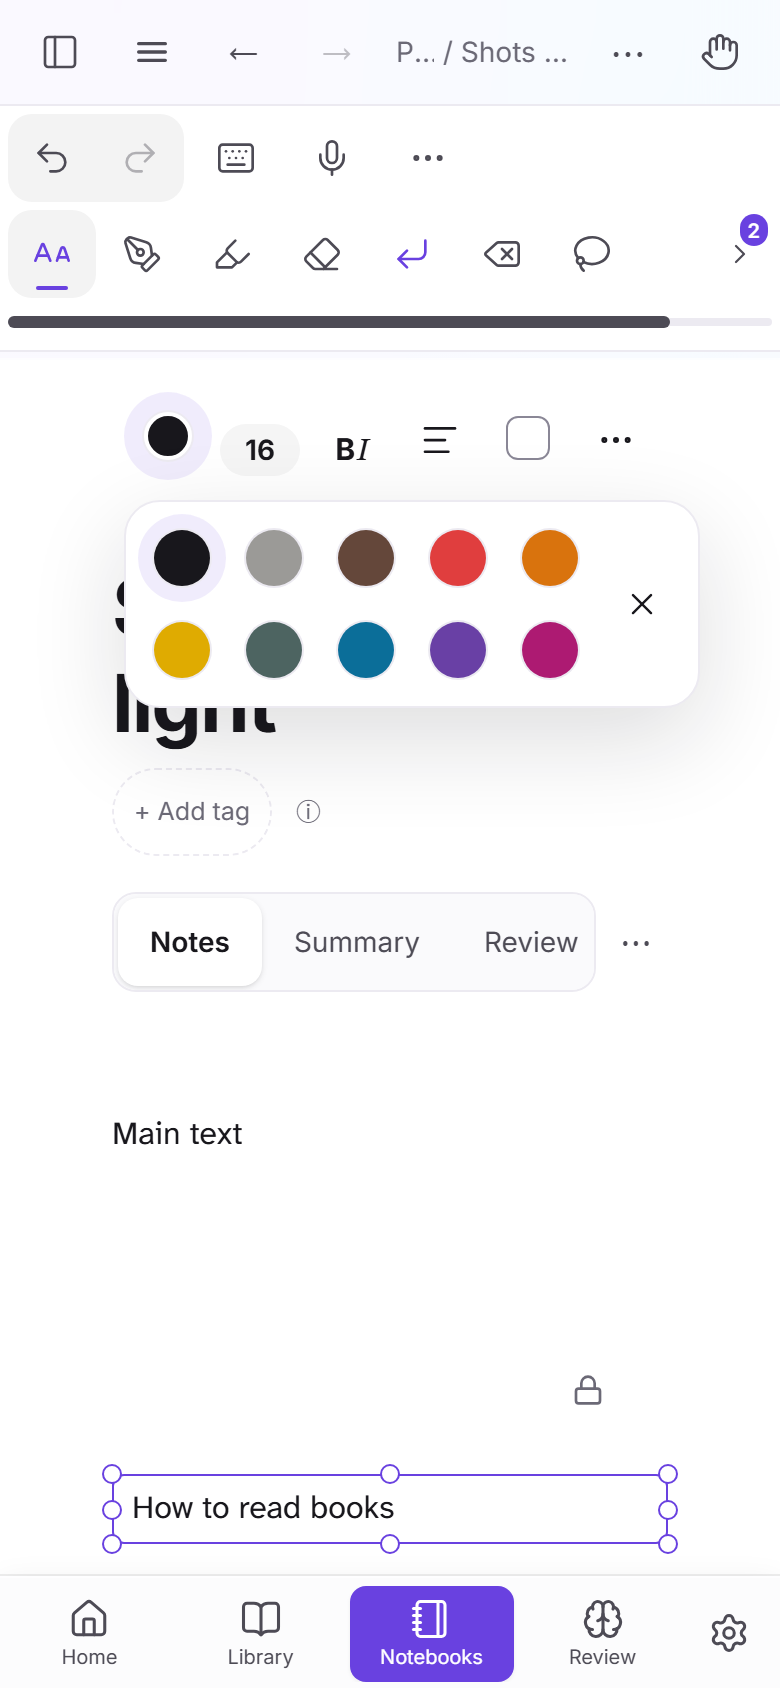 P... / Shots ...
2
AA
16
BI
light
+ Add tag
Notes Summary Review
Main text
How to read books
Home Library Notebooks Review